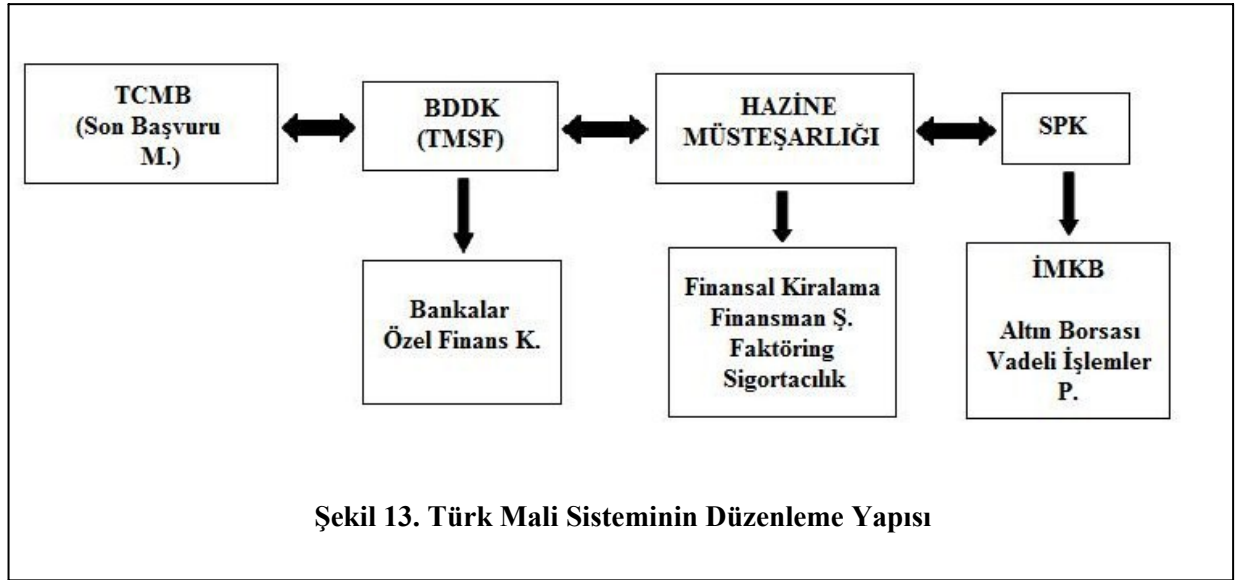 TCMB
(Son Başvuru
M.)
BDDK
(TMSF)
HAZİNE
MÜSTEŞARLIĞI
SPK
Bankalar
Özel Finans K.
Finansal Kiralama
Finansman Ş.
Faktöring
Sigortacılık
İMKB
Altın Borsası
Vadeli İşlemler
P.
Şekil 13. Türk Mali Sisteminin Düzenleme Yapısı